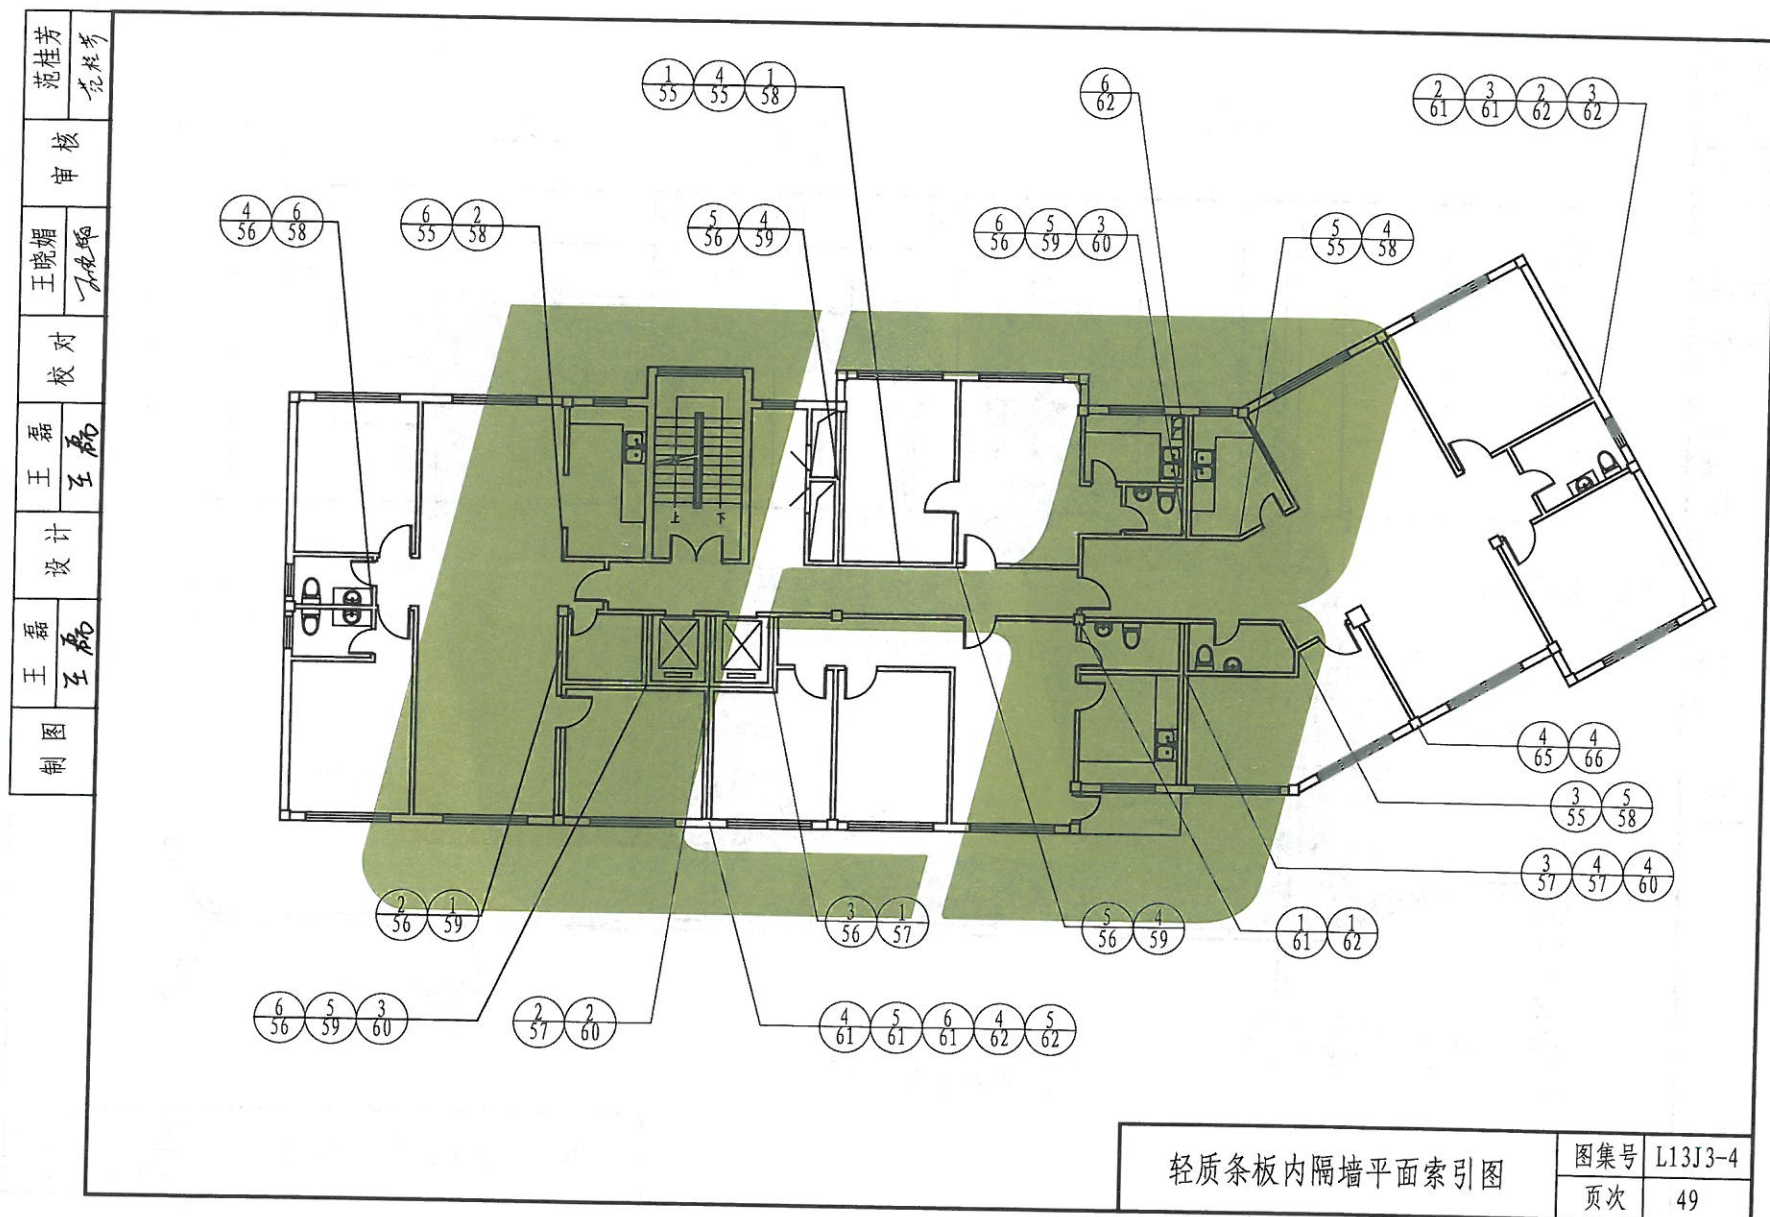 范桂芳
审核
王晓媚
校对
王磊
王磊
设计
王磊
王磊
制图
1/55 4/55 1/58
6/62
2/61 3/61 2/62 3/62
4/56 6/58
6/55 2/58
5/56 4/59
6/56 5/59 3/60
5/55 4/58
上 下
4/65 4/66
3/55 5/58
3/57 4/57 4/60
2/56 1/59
3/56 1/57
5/56 4/59
1/61 1/62
6/56 5/59 3/60
2/57 2/60
4/61 5/61 6/61 4/62 5/62
轻质条板内隔墙平面索引图
图集号 L13J3-4
页次 49